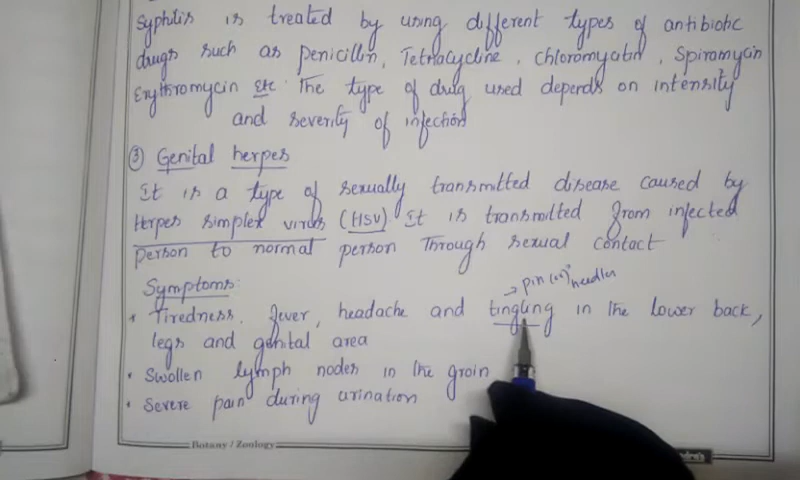 Syphilis is treated by using different types of antibiotic
drugs such as penicillin, Tetracycline, Chloromycetin, Spiromycin
Erythromycin etc. The type of drug used depends on intensity
and severity of infection
③ Genital herpes
It is a type of sexually transmitted disease caused by
Herpes simplex virus (HSV) It is transmitted from infected
person to normal person through sexual contact
Symptoms:
→ pin (or) needles
• Tiredness, fever, headache and tingling in the lower back,
legs and genital area
• Swollen lymph nodes in the groin
• Severe pain during urination
Botany / Zoology